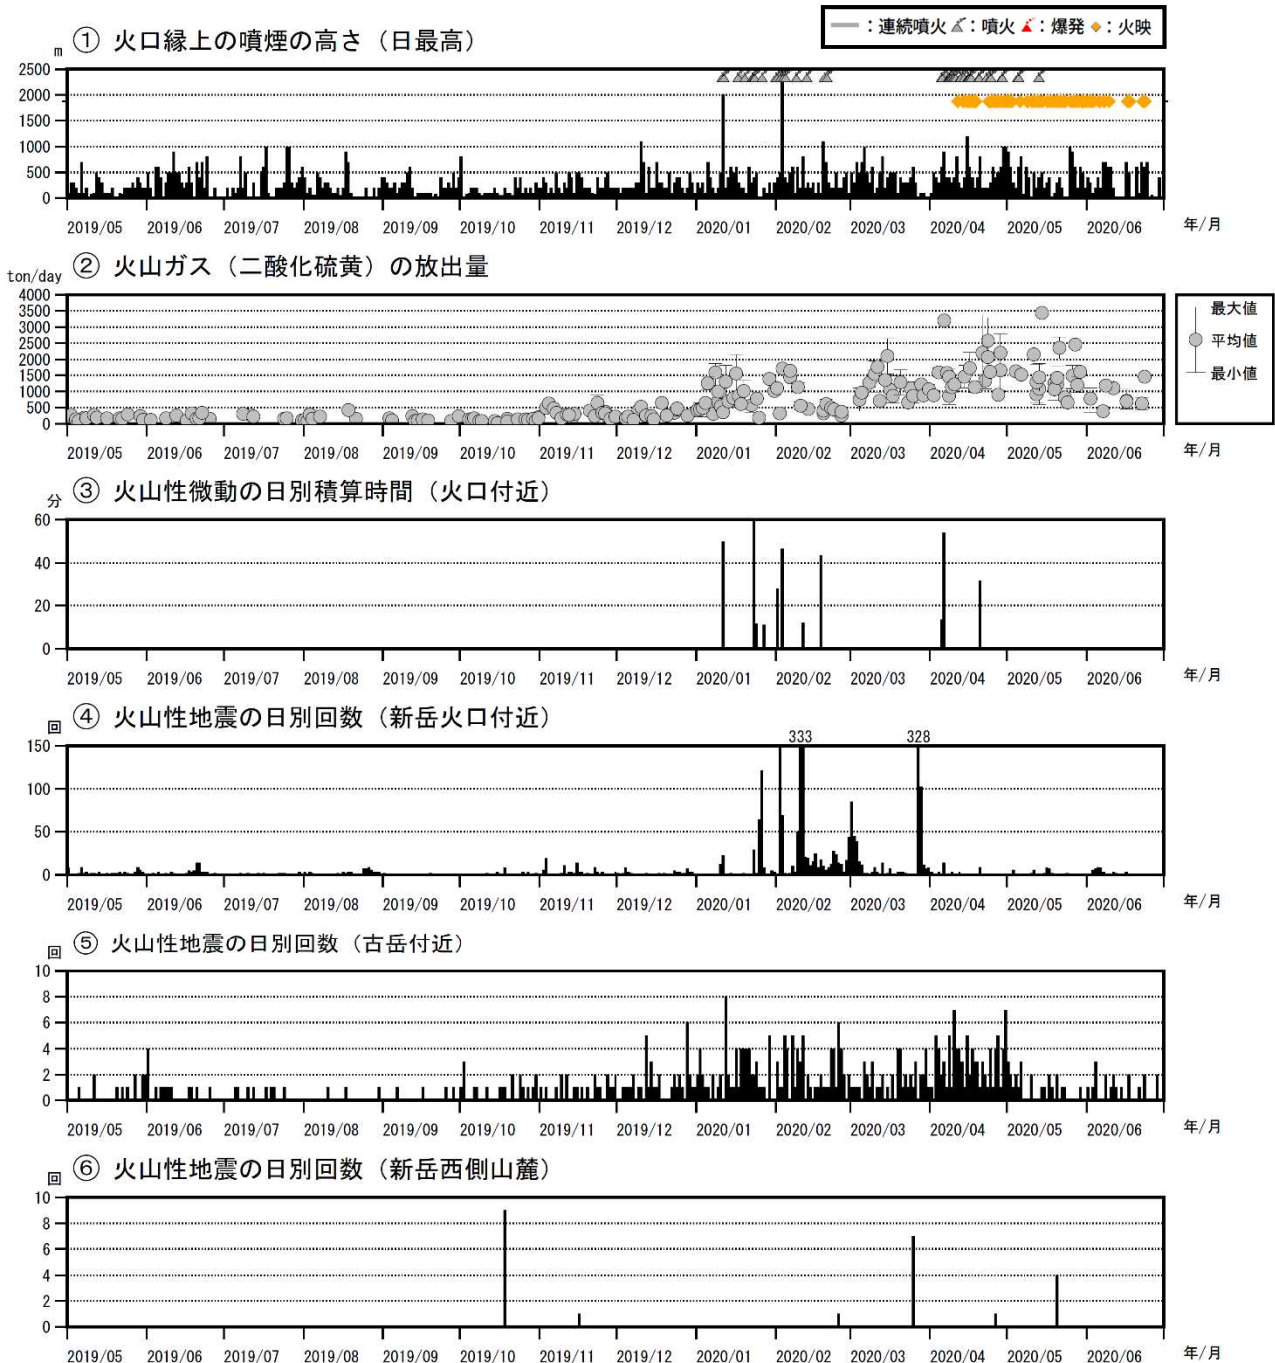 ━：連続噴火 ：噴火 ：爆発 ◆：火映
① 火口縁上の噴煙の高さ（日最高）
m
2500
2000
1500
1000
500
0
2019/05 2019/06 2019/07 2019/08 2019/09 2019/10 2019/11 2019/12 2020/01 2020/02 2020/03 2020/04 2020/05 2020/06 年/月
② 火山ガス（二酸化硫黄）の放出量
ton/day
4000
3500
3000
2500
2000
1500
1000
500
0
最大値
平均値
最小値
2019/05 2019/06 2019/07 2019/08 2019/09 2019/10 2019/11 2019/12 2020/01 2020/02 2020/03 2020/04 2020/05 2020/06 年/月
③ 火山性微動の日別積算時間（火口付近）
分
60
40
20
0
2019/05 2019/06 2019/07 2019/08 2019/09 2019/10 2019/11 2019/12 2020/01 2020/02 2020/03 2020/04 2020/05 2020/06 年/月
④ 火山性地震の日別回数（新岳火口付近）
回
333 328
150
100
50
0
2019/05 2019/06 2019/07 2019/08 2019/09 2019/10 2019/11 2019/12 2020/01 2020/02 2020/03 2020/04 2020/05 2020/06 年/月
⑤ 火山性地震の日別回数（古岳付近）
回
10
8
6
4
2
0
2019/05 2019/06 2019/07 2019/08 2019/09 2019/10 2019/11 2019/12 2020/01 2020/02 2020/03 2020/04 2020/05 2020/06 年/月
⑥ 火山性地震の日別回数（新岳西側山麓）
回
10
8
6
4
2
0
2019/05 2019/06 2019/07 2019/08 2019/09 2019/10 2019/11 2019/12 2020/01 2020/02 2020/03 2020/04 2020/05 2020/06 年/月